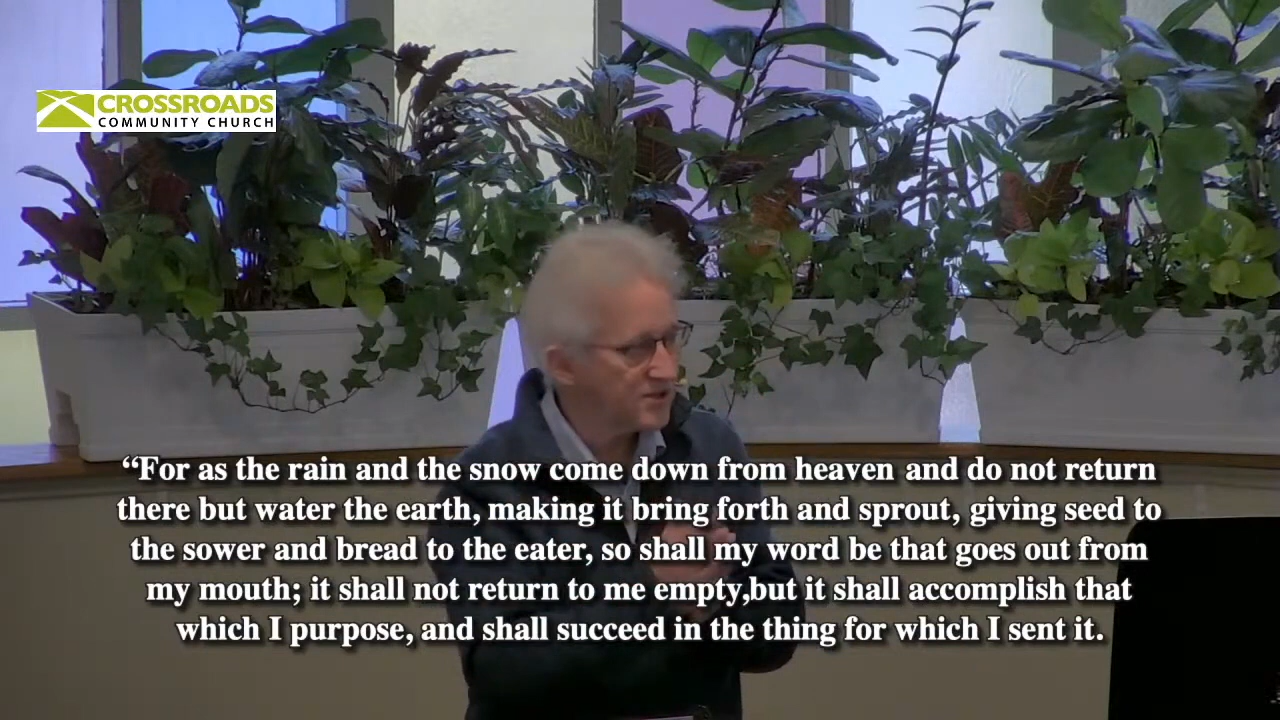 CROSSROADS
COMMUNITY CHURCH
“For as the rain and the snow come down from heaven and do not return
there but water the earth, making it bring forth and sprout, giving seed to
the sower and bread to the eater, so shall my word be that goes out from
my mouth; it shall not return to me empty,but it shall accomplish that
which I purpose, and shall succeed in the thing for which I sent it.